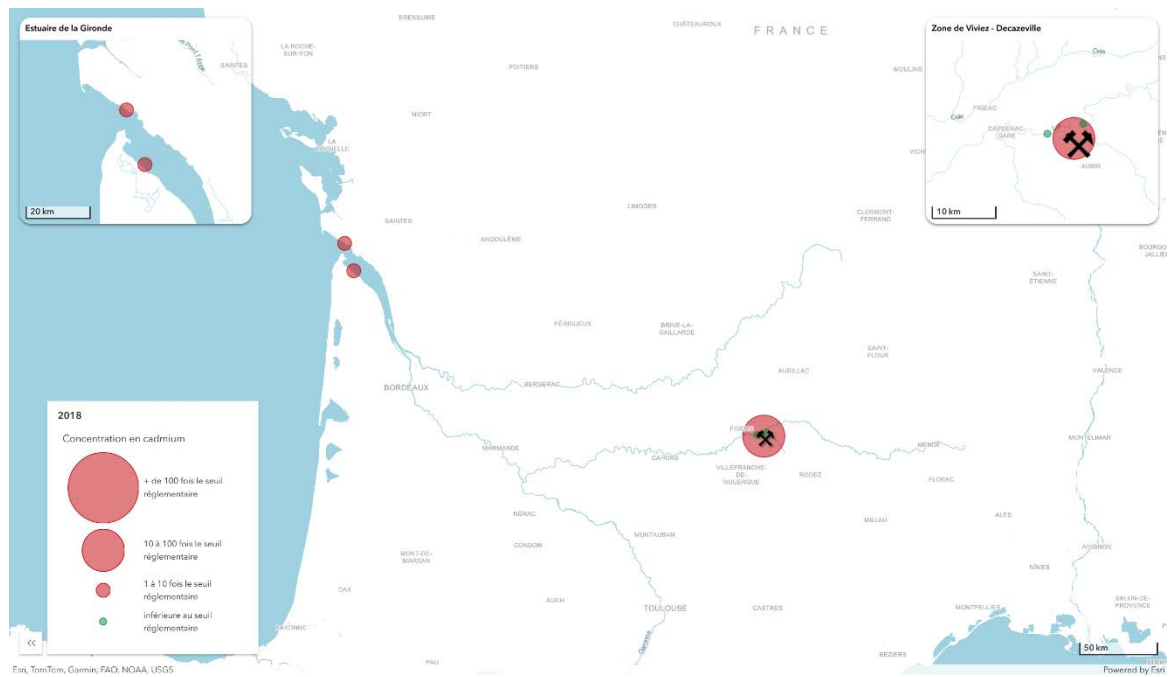 Estuaire de la Gironde
SAINTES
20 km
Zone de Viviez - Decazeville
Célé
FIGEAC
Célé
CAPDENAC-
GARE
AUBIN
10 km
FRANCE
BRESSUIRE
CHÂTEAUROUX
LA ROCHE-
SUR-YON
POITIERS
MOULINS
NIORT
VICH
LA
ROCHELLE
LIMOGES
CLERMONT-
FERRAND
SAINTES
ANGOULÊME
BOURGO
JALLIE
SAINT-
ÉTIENNE
PÉRIGUEUX
BRIVE-LA-
GAILLARDE
SAINT-
FLOUR
AURILLAC
VALENCE
BORDEAUX
BERGERAC
FIGEAC
MARMANDE
CAHORS
MENDE
MONTÉLIMAR
VILLEFRANCHE-
DE-
ROUERGUE
RODEZ
FLORAC
NÉRAC
MILLAU
ALÈS
CONDOM
MONTAUBAN
MONT-DE-
MARSAN
AVIGNON
NÎMES
DAX
AUCH
TOULOUSE
CASTRES
MONTPELLIER
SALON-DE-
PROVENCE
BAYONNE
Garonne
BÉZIERS
PAU
50 km
2018
Concentration en cadmium
+ de 100 fois le seuil
réglementaire
10 à 100 fois le seuil
réglementaire
1 à 10 fois le seuil
réglementaire
inférieure au seuil
réglementaire
Esri, TomTom, Garmin, FAO, NOAA, USGS
Powered by Esri